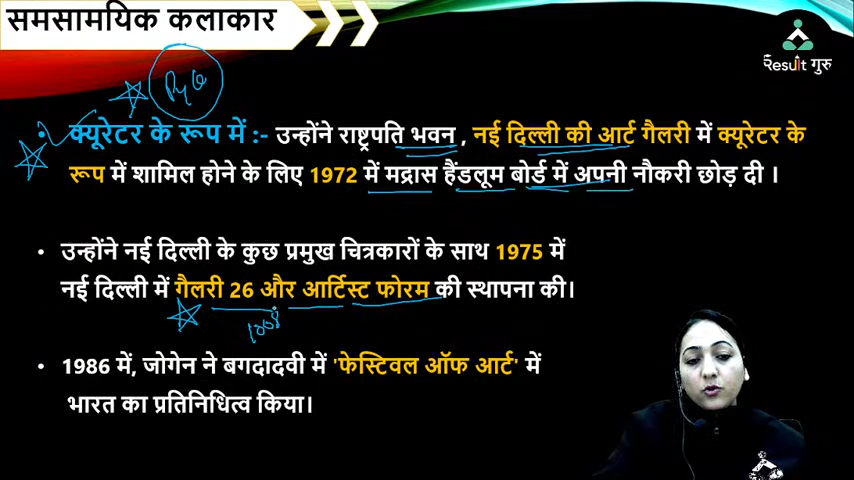 समसामयिक कलाकार
Result गुरु
PyQ
• क्यूरेटर के रूप में :- उन्होंने राष्ट्रपति भवन , नई दिल्ली की आर्ट गैलरी में क्यूरेटर के
रूप में शामिल होने के लिए 1972 में मद्रास हैंडलूम बोर्ड में अपनी नौकरी छोड़ दी ।
• उन्होंने नई दिल्ली के कुछ प्रमुख चित्रकारों के साथ 1975 में
नई दिल्ली में गैलरी 26 और आर्टिस्ट फोरम की स्थापना की।
• 1986 में, जोगेन ने बगदादवी में 'फेस्टिवल ऑफ आर्ट' में
भारत का प्रतिनिधित्व किया।